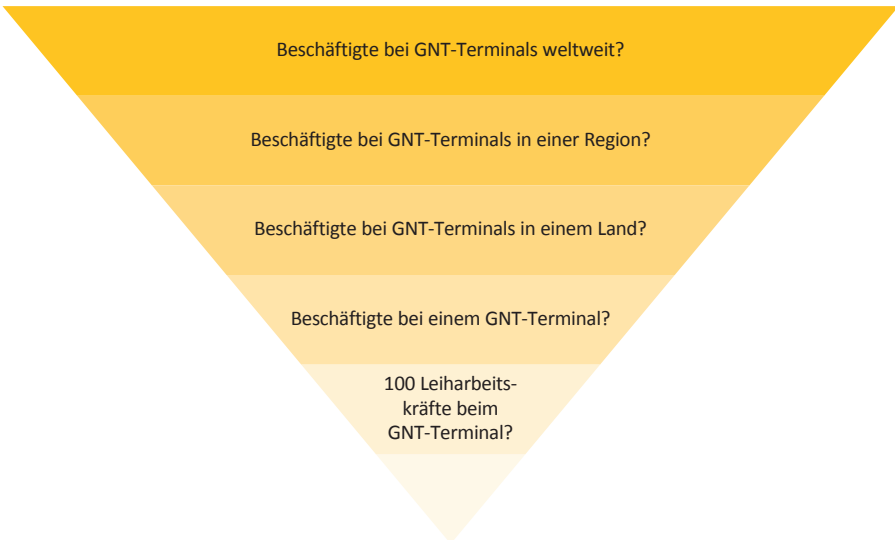 Beschäftigte bei GNT-Terminals weltweit?
Beschäftigte bei GNT-Terminals in einer Region?
Beschäftigte bei GNT-Terminals in einem Land?
Beschäftigte bei einem GNT-Terminal?
100 Leiharbeits-
kräfte beim
GNT-Terminal?